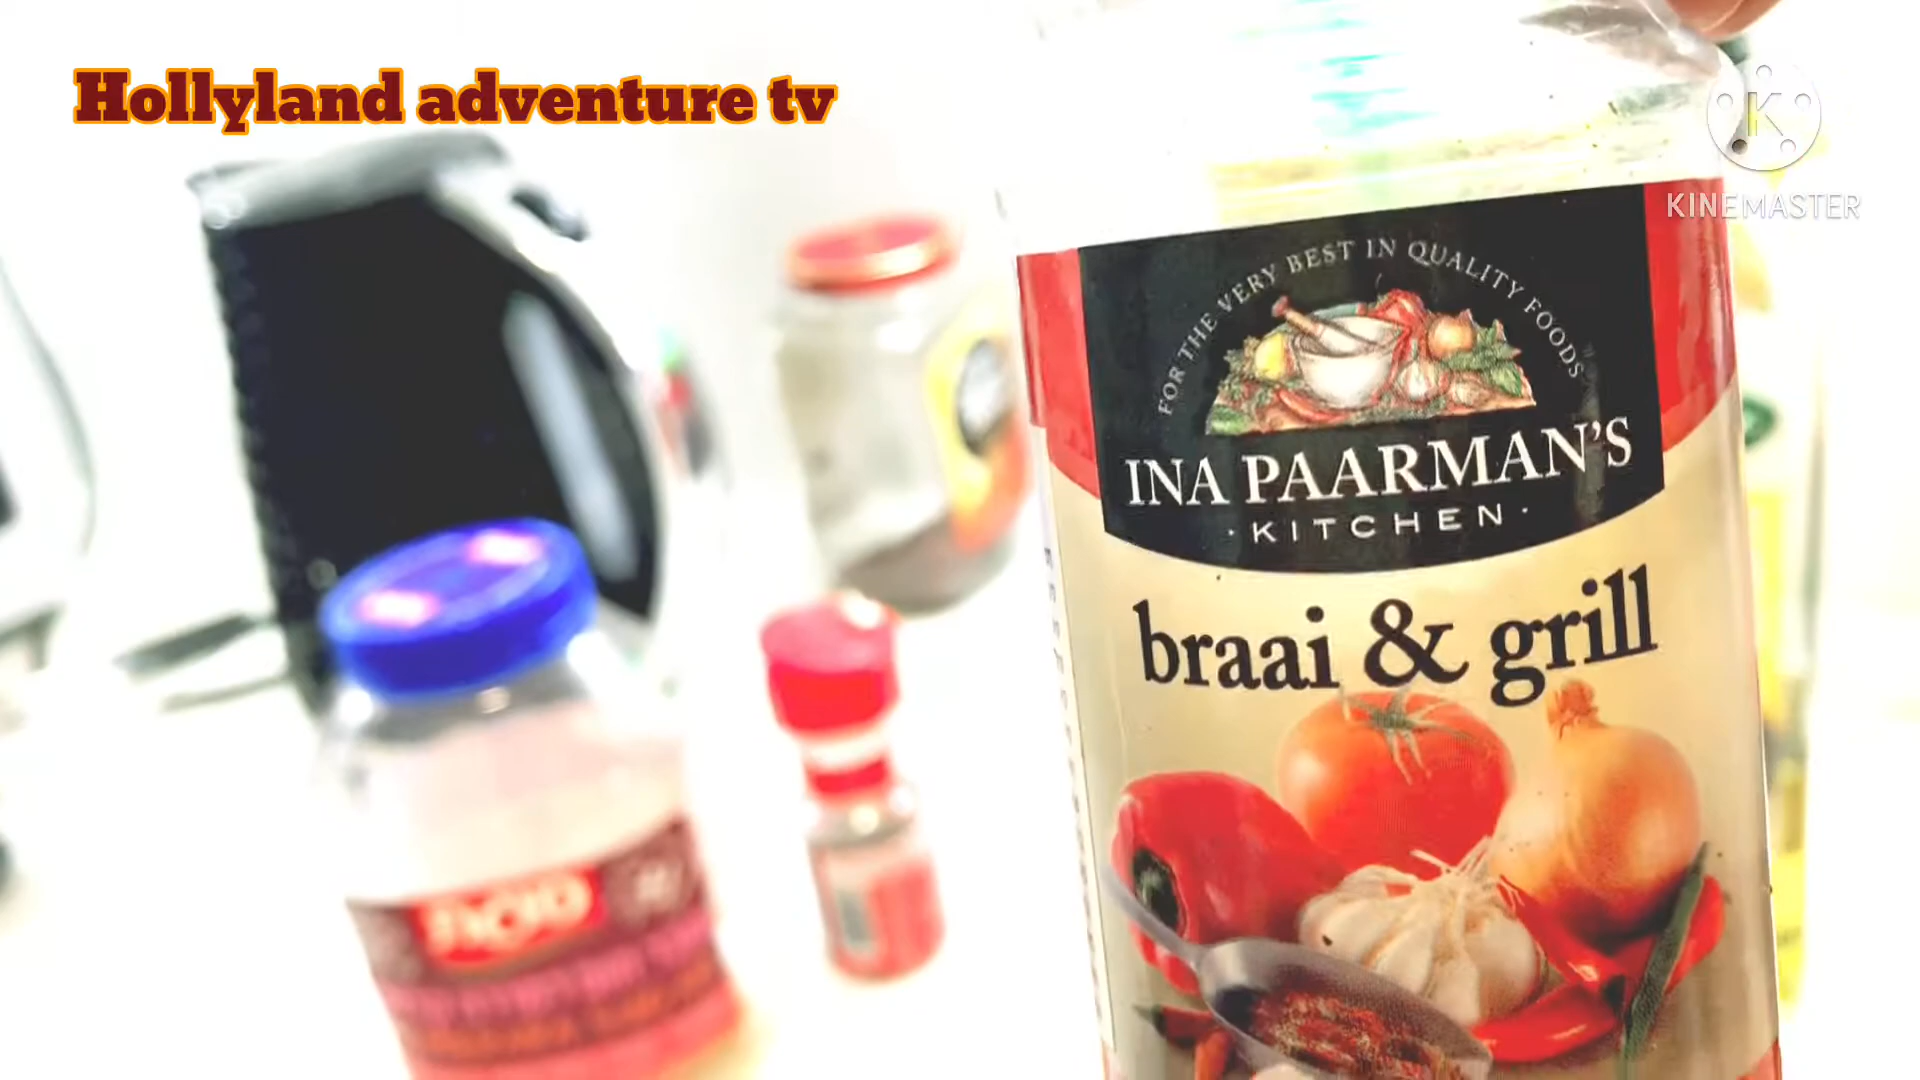 Hollyland adventure tv
K
KINEMASTER
FOR THE VERY BEST IN QUALITY FOODS
INA PAARMAN'S
·KITCHEN·
braai & grill